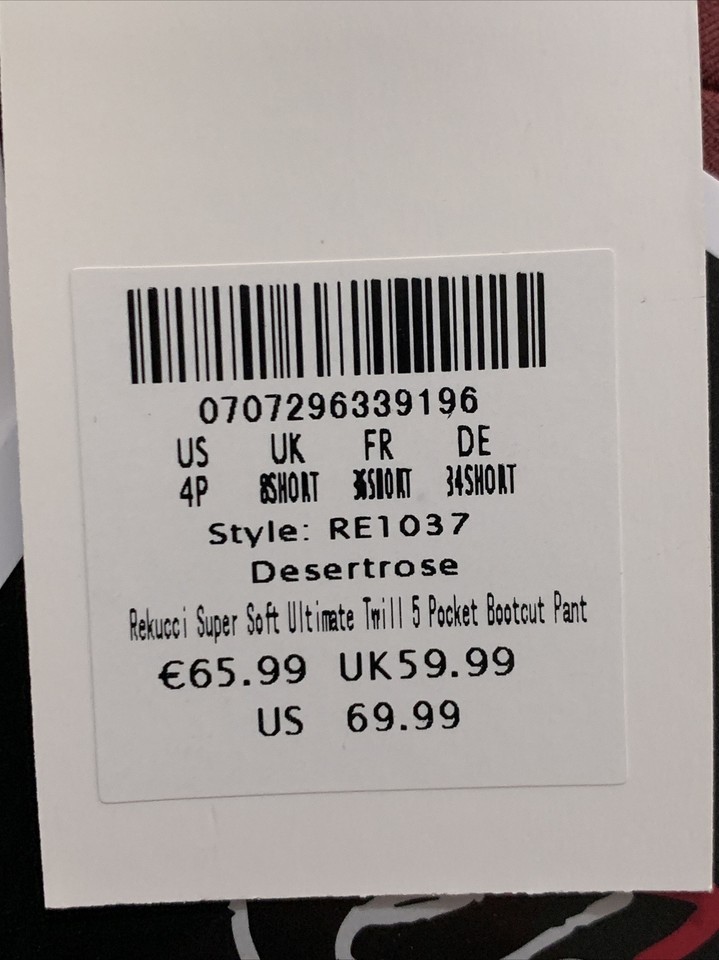 0707296339196
US UK FR DE
4P 8SHORT 36SHORT 34SHORT
Style: RE1037
Desertrose
Rekucci Super Soft Ultimate Twill 5 Pocket Bootcut Pant
€65.99 UK59.99
US 69.99